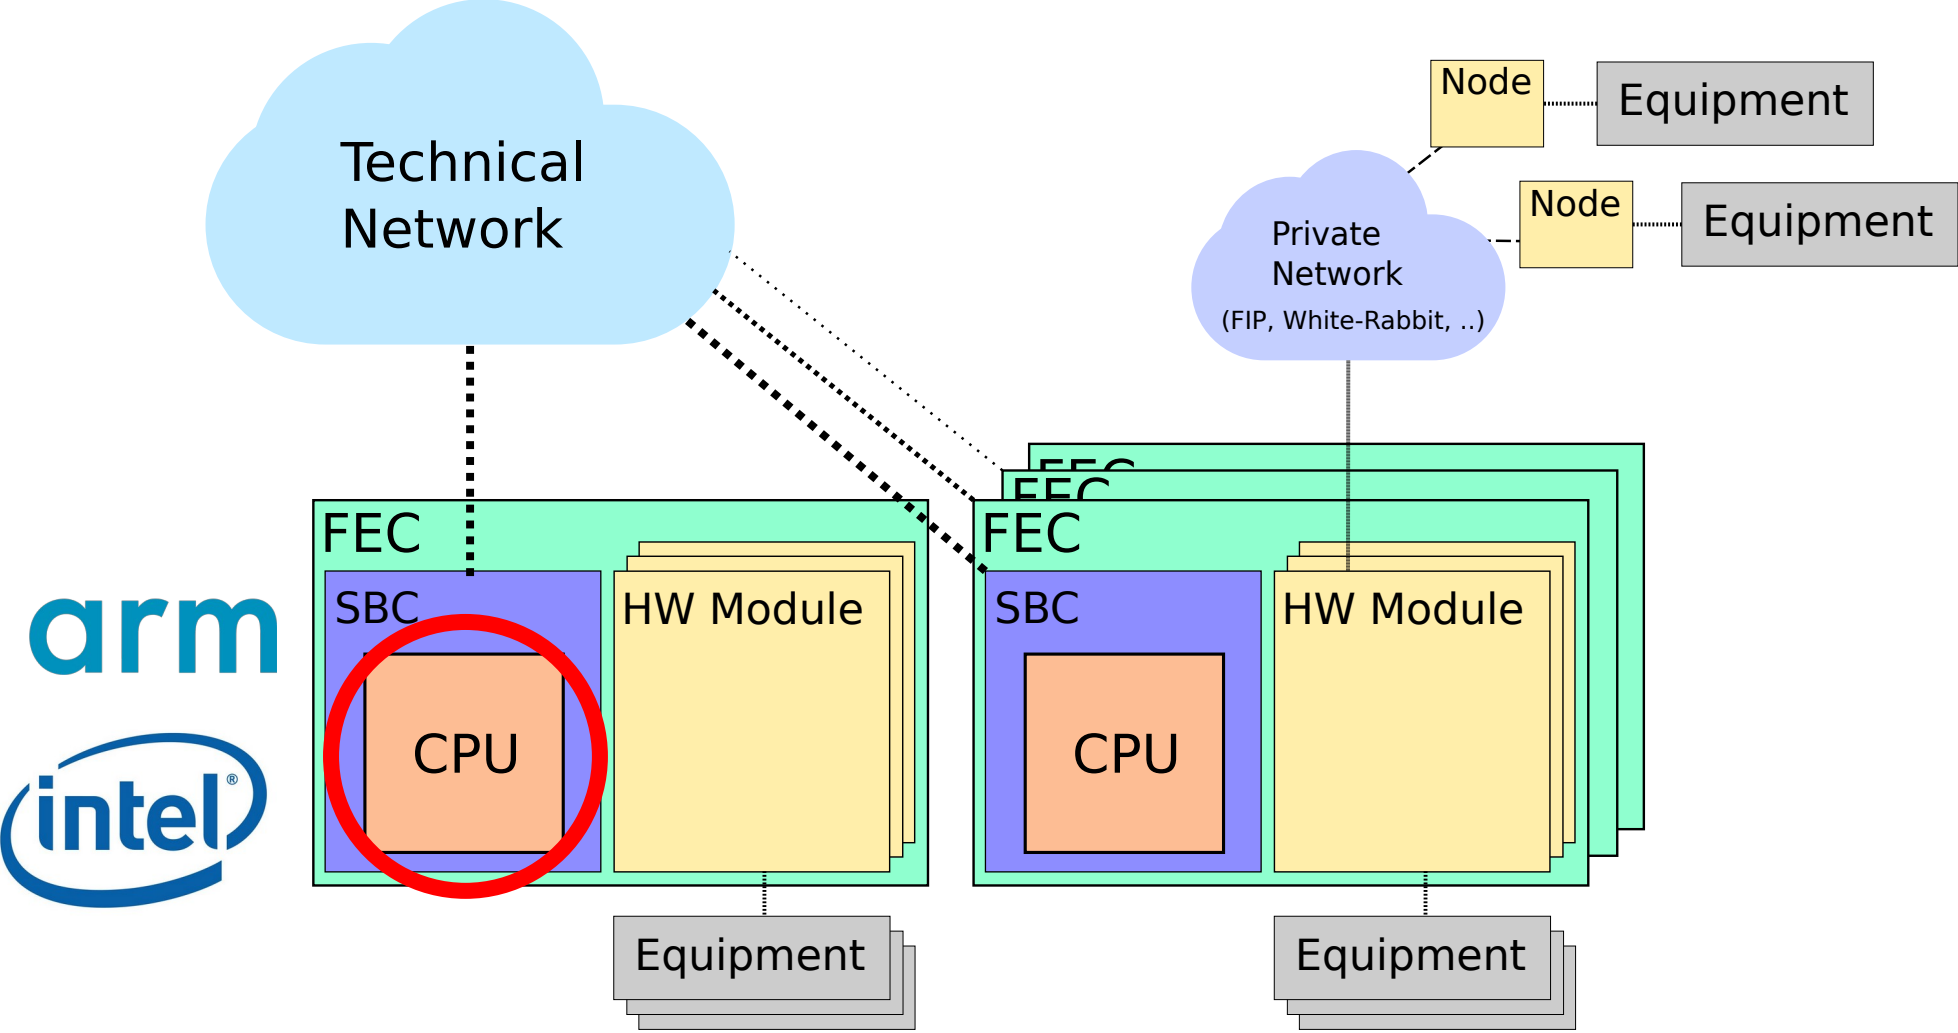 Technical
Network
Node
Equipment
Node
Equipment
Private
Network
(FIP, White-Rabbit, ..)
FEC
FEC
FEC
FEC
SBC
HW Module
SBC
HW Module
arm
CPU
CPU
intel®
Equipment
Equipment